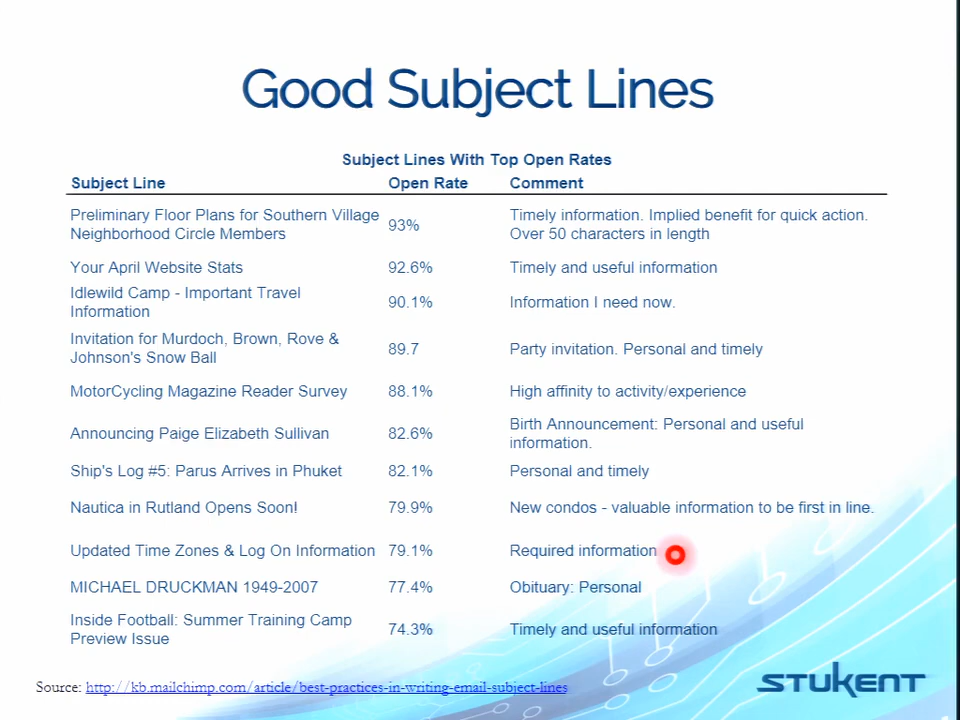 Good Subject Lines
Subject Lines With Top Open Rates
Subject Line Open Rate Comment
Preliminary Floor Plans for Southern Village
Neighborhood Circle Members
93%
Timely information. Implied benefit for quick action.
Over 50 characters in length
Your April Website Stats 92.6% Timely and useful information
Idlewild Camp - Important Travel
Information
90.1%
Information I need now.
Invitation for Murdoch, Brown, Rove &
Johnson's Snow Ball
89.7
Party invitation. Personal and timely
MotorCycling Magazine Reader Survey 88.1% High affinity to activity/experience
Announcing Paige Elizabeth Sullivan 82.6%
Birth Announcement: Personal and useful
information.
Ship's Log #5: Parus Arrives in Phuket 82.1% Personal and timely
Nautica in Rutland Opens Soon! 79.9% New condos - valuable information to be first in line.
Updated Time Zones & Log On Information 79.1% Required information
MICHAEL DRUCKMAN 1949-2007 77.4% Obituary: Personal
Inside Football: Summer Training Camp
Preview Issue
74.3%
Timely and useful information
Source: http://kb.mailchimp.com/article/best-practices-in-writing-email-subject-lines
STUKENT